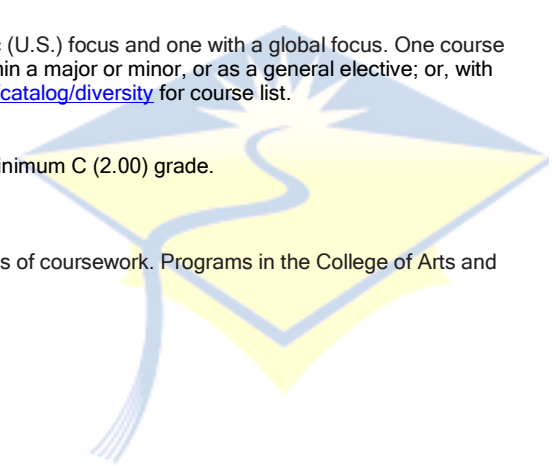 (U.S.) focus and one with a global focus. One course
in a major or minor, or as a general elective; or, with
catalog/diversity for course list.
nimum C (2.00) grade.
s of coursework. Programs in the College of Arts and